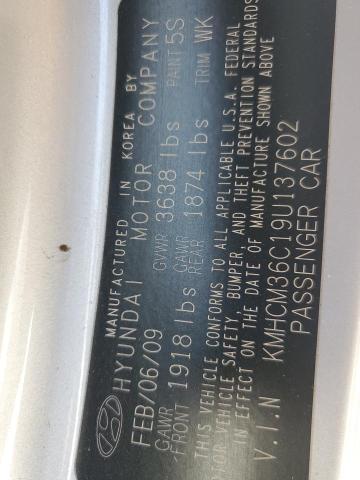 MANUFACTURED IN KOREA BY
HYUNDAI MOTOR COMPANY
FEB/06/09 GVWR 3638 lbs PAINT 5S
GAWR /FRONT 1918 lbs GAWR REAR 1874 lbs TRIM WK
THIS VEHICLE CONFORMS TO ALL APPLICABLE U.S.A. FEDERAL
VEHICLE SAFETY, BUMPER, AND THEFT PREVENTION STANDARDS
IN EFFECT ON THE DATE OF MANUFACTURE SHOWN ABOVE
V.I.N KMHCM36C19U137602
PASSENGER CAR